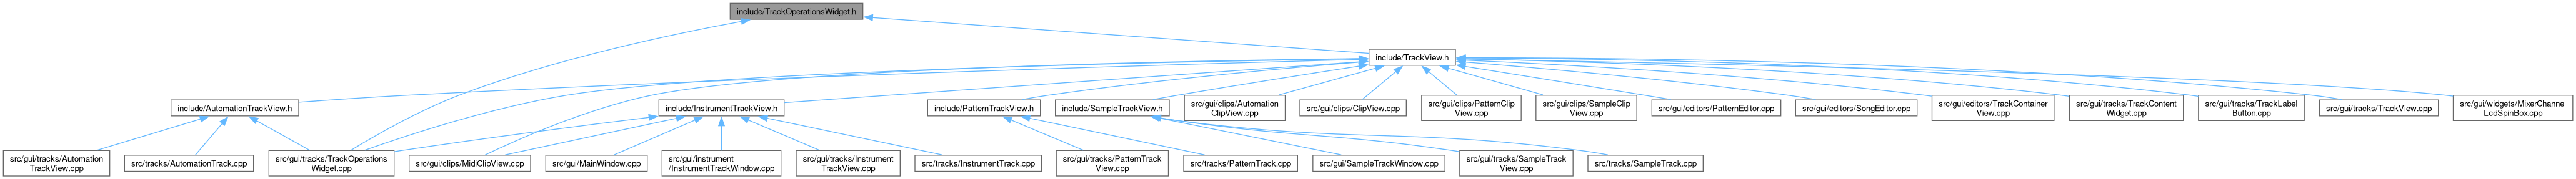 include/TrackOperationsWidget.h
include/TrackView.h
include/AutomationTrackView.h
include/InstrumentTrackView.h
include/PatternTrackView.h
include/SampleTrackView.h
src/gui/clips/Automation
ClipView.cpp
src/gui/clips/ClipView.cpp
src/gui/clips/PatternClip
View.cpp
src/gui/clips/SampleClip
View.cpp
src/gui/editors/PatternEditor.cpp
src/gui/editors/SongEditor.cpp
src/gui/editors/TrackContainer
View.cpp
src/gui/tracks/TrackContent
Widget.cpp
src/gui/tracks/TrackLabel
Button.cpp
src/gui/tracks/TrackView.cpp
src/gui/widgets/MixerChannel
LcdSpinBox.cpp
src/gui/tracks/Automation
TrackView.cpp
src/tracks/AutomationTrack.cpp
src/gui/tracks/TrackOperations
Widget.cpp
src/gui/clips/MidiClipView.cpp
src/gui/MainWindow.cpp
src/gui/instrument
/InstrumentTrackWindow.cpp
src/gui/tracks/Instrument
TrackView.cpp
src/tracks/InstrumentTrack.cpp
src/gui/tracks/PatternTrack
View.cpp
src/tracks/PatternTrack.cpp
src/gui/SampleTrackWindow.cpp
src/gui/tracks/SampleTrack
View.cpp
src/tracks/SampleTrack.cpp